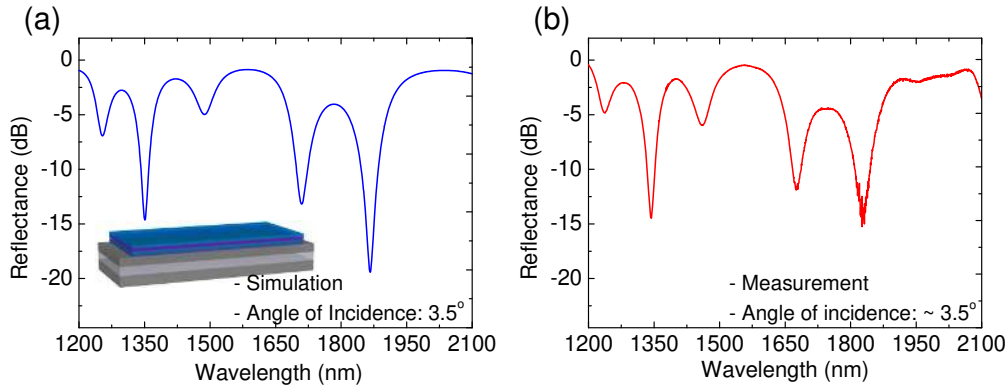 (a)
0
-5
-10
-15
-20
Reflectance (dB)
- Simulation
- Angle of Incidence: 3.5°
1200 1350 1500 1650 1800 1950 2100
Wavelength (nm)
(b)
0
-5
-10
-15
-20
Reflectance (dB)
- Measurement
- Angle of incidence: ~ 3.5°
1200 1350 1500 1650 1800 1950 2100
Wavelength (nm)